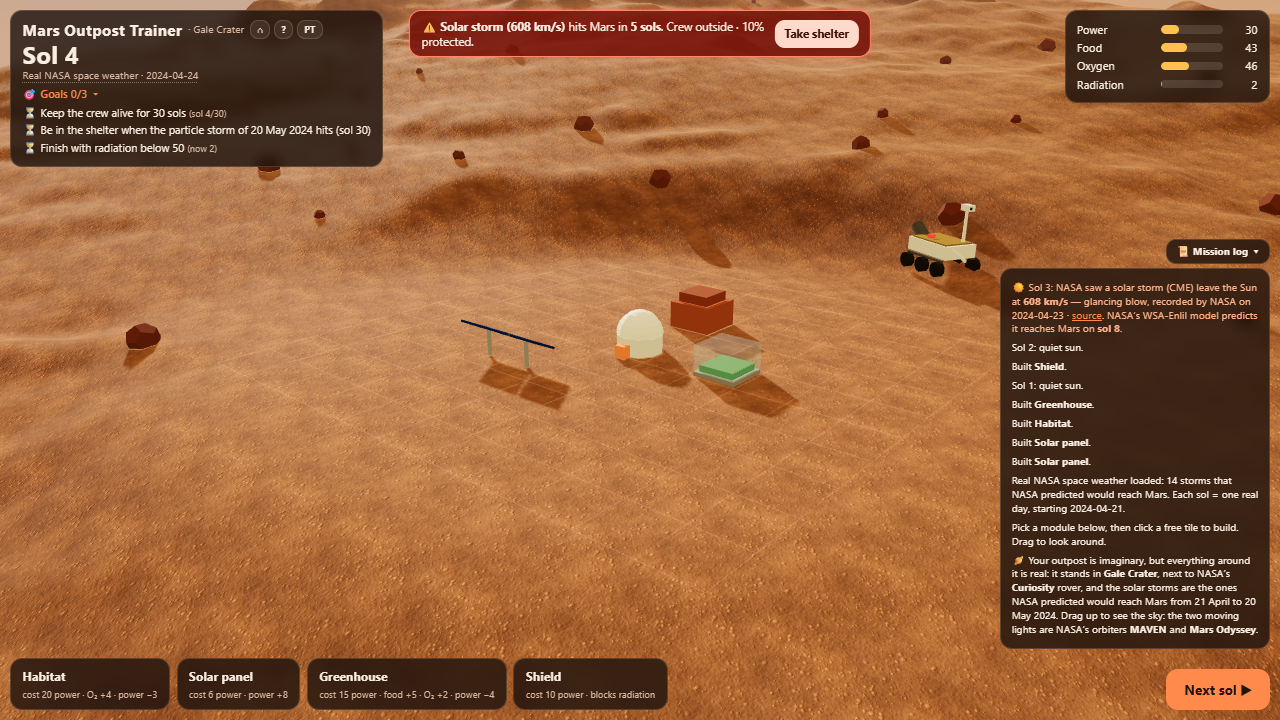 Mars Outpost Trainer · Gale Crater ∩ ? PT
Sol 4
Real NASA space weather · 2024-04-24
🎯 Goals 0/3 ▾
⏳ Keep the crew alive for 30 sols (sol 4/30)
⏳ Be in the shelter when the particle storm of 20 May 2024 hits (sol 30)
⏳ Finish with radiation below 50 (now 2)
⚠️ Solar storm (608 km/s) hits Mars in 5 sols. Crew outside · 10%
protected.
Take shelter
Power 30
Food 43
Oxygen 46
Radiation 2
📜 Mission log ▾
Sol 3: NASA saw a solar storm (CME) leave the Sun
at 608 km/s — glancing blow, recorded by NASA on
2024-04-23 · source. NASA's WSA-Enlil model predicts
it reaches Mars on sol 8.
Sol 2: quiet sun.
Built Shield.
Sol 1: quiet sun.
Built Greenhouse.
Built Habitat.
Built Solar panel.
Built Solar panel.
Real NASA space weather loaded: 14 storms that
NASA predicted would reach Mars. Each sol = one real
day, starting 2024-04-21.
Pick a module below, then click a free tile to build.
Drag to look around.
🪐 Your outpost is imaginary, but everything around
it is real: it stands in Gale Crater, next to NASA's
Curiosity rover, and the solar storms are the ones
NASA predicted would reach Mars from 21 April to 20
May 2024. Drag up to see the sky: the two moving
lights are NASA's orbiters MAVEN and Mars Odyssey.
Habitat
cost 20 power · O₂ +4 · power −3
Solar panel
cost 6 power · power +8
Greenhouse
cost 15 power · food +5 · O₂ +2 · power −4
Shield
cost 10 power · blocks radiation
Next sol ▶